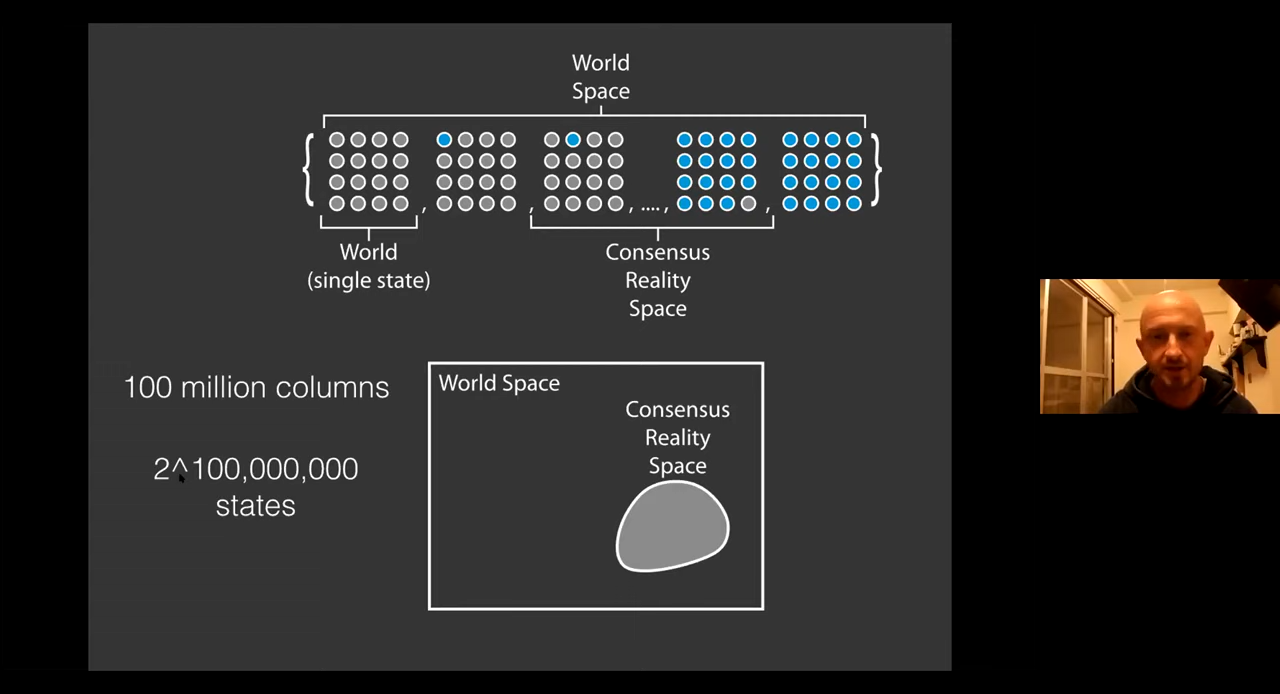 World
Space
{ , , , ...., , }
World
(single state)
Consensus
Reality
Space
100 million columns
2^100,000,000
states
World Space
Consensus
Reality
Space